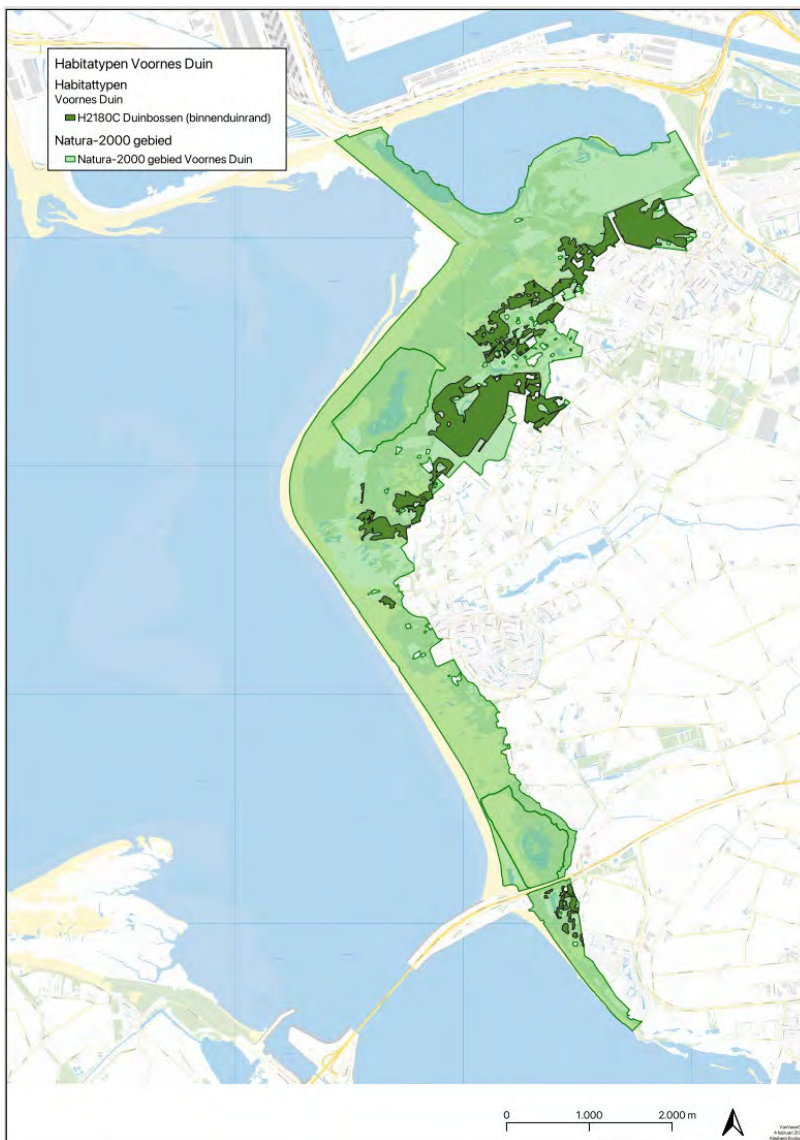 Habitatypen Voornes Duin
Habitattypen
Voornes Duin
H2180C Duinbossen (binnenduinrand)
Natura-2000 gebied
Natura-2000 gebied Voornes Duin
0
1.000
2.000 m